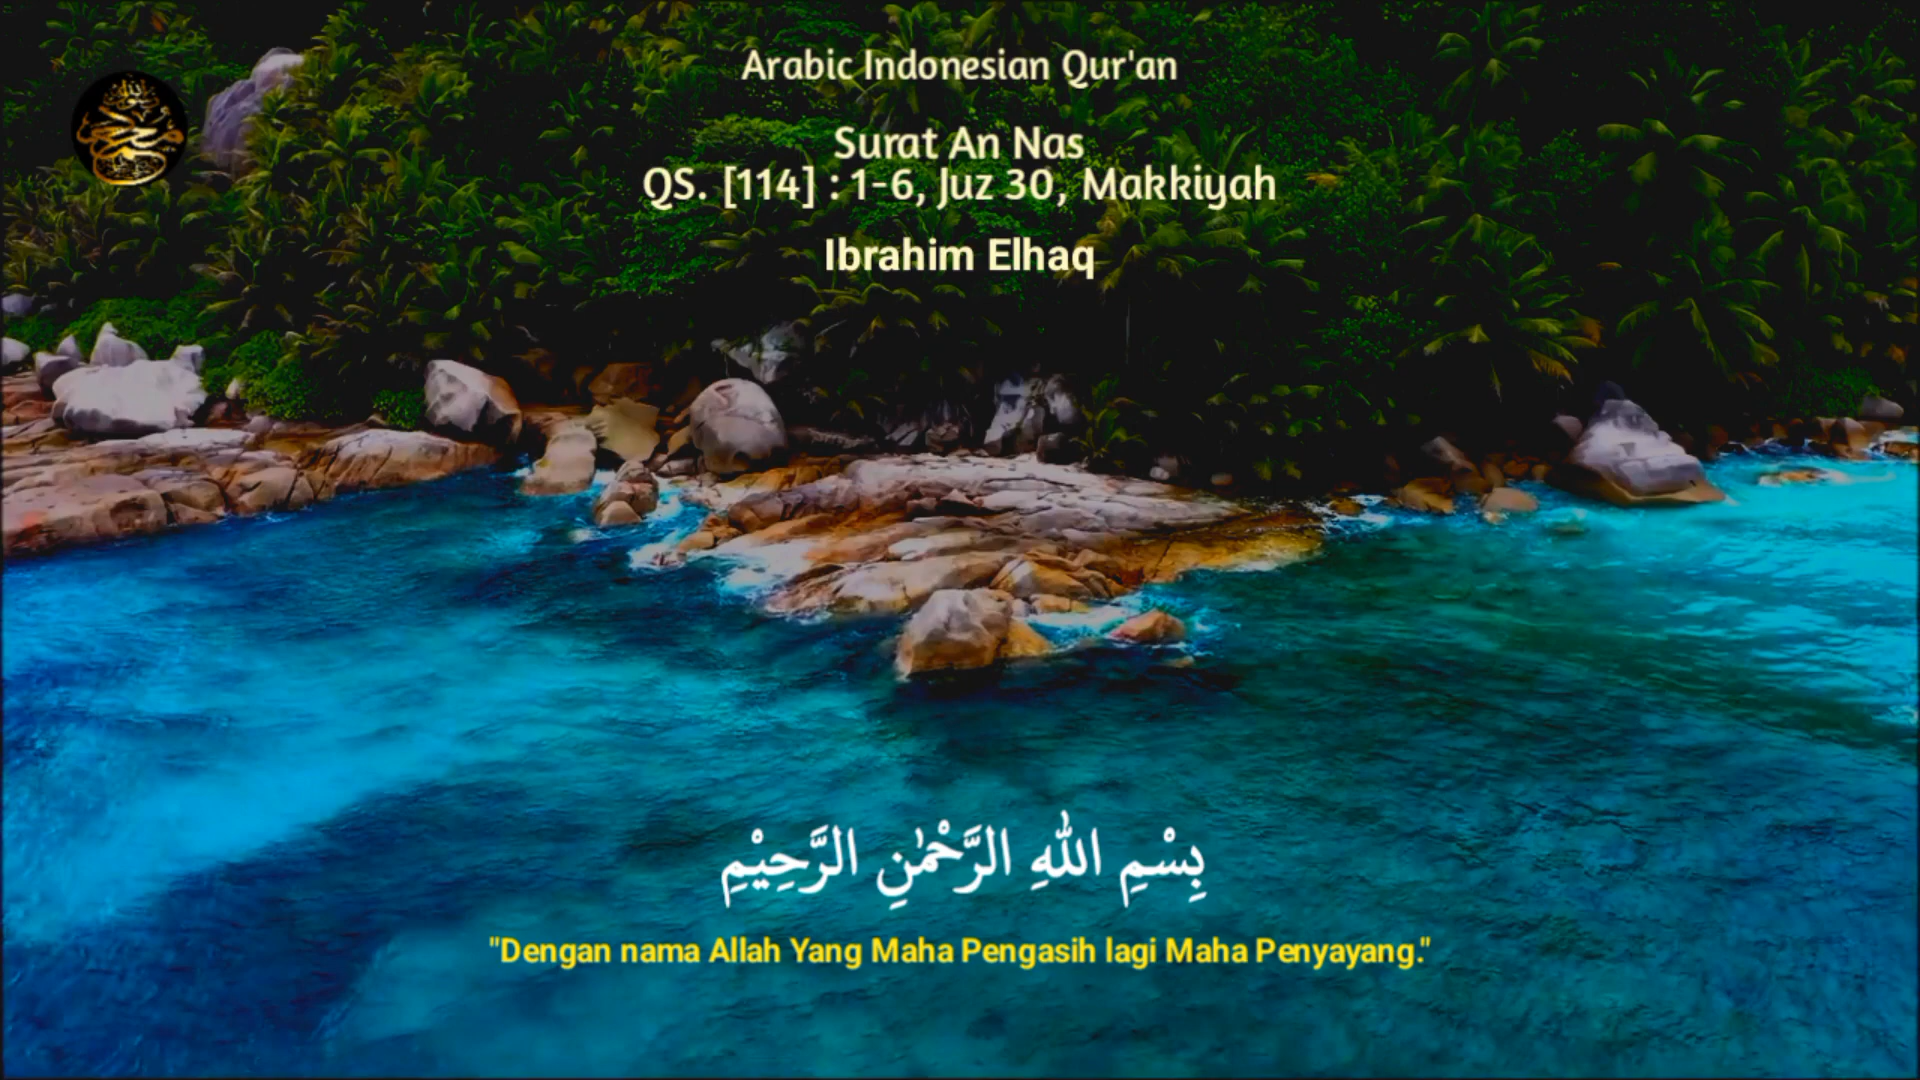 Arabic Indonesian Qur'an
Surat An Nas
QS. [114] : 1-6, Juz 30, Makkiyah
Ibrahim Elhaq
بِسْمِ اللهِ الرَّحْمٰنِ الرَّحِيْمِ
"Dengan nama Allah Yang Maha Pengasih lagi Maha Penyayang."